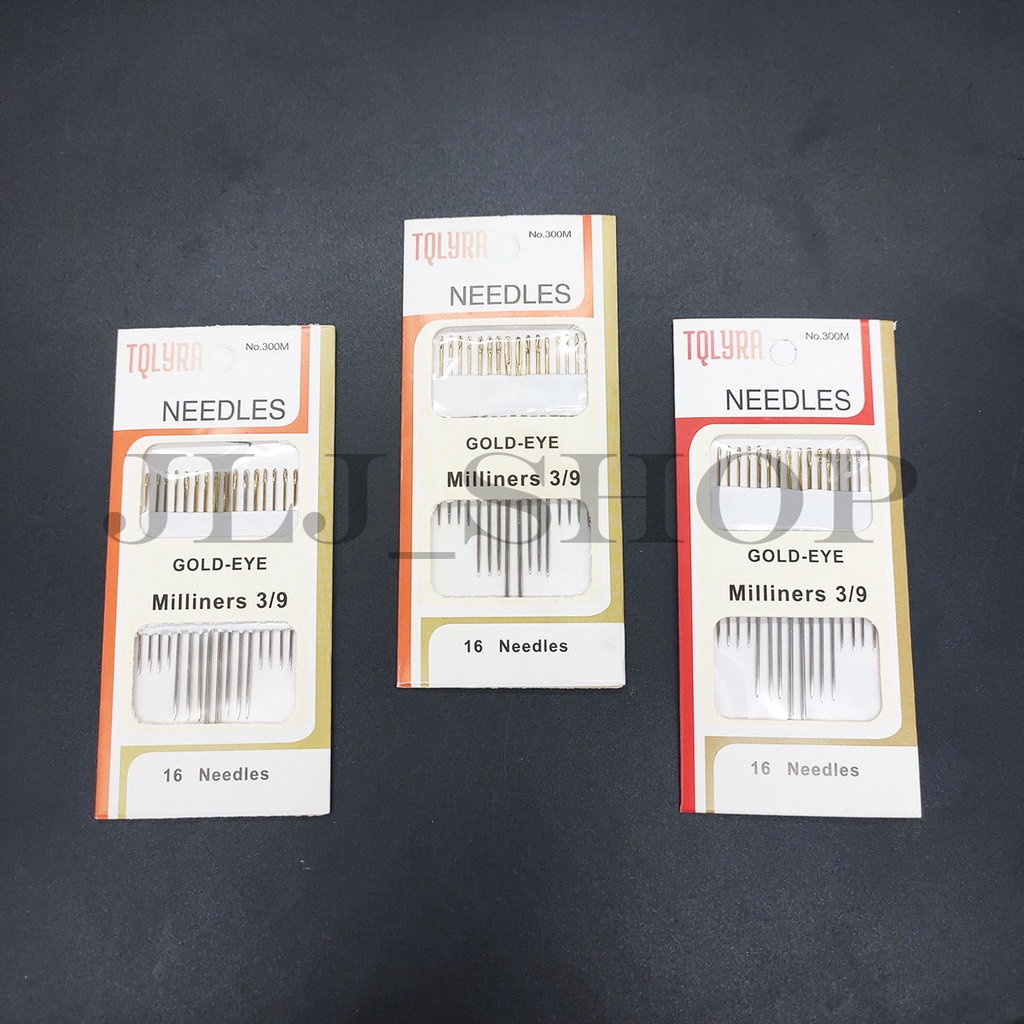 TQLYRA No.300M
NEEDLES
GOLD-EYE
Milliners 3/9
16 Needles
TQLYRA No.300M
NEEDLES
GOLD-EYE
Milliners 3/9
16 Needles
TQLYRA No.300M
NEEDLES
GOLD-EYE
Milliners 3/9
16 Needles
JLJ_SHOP